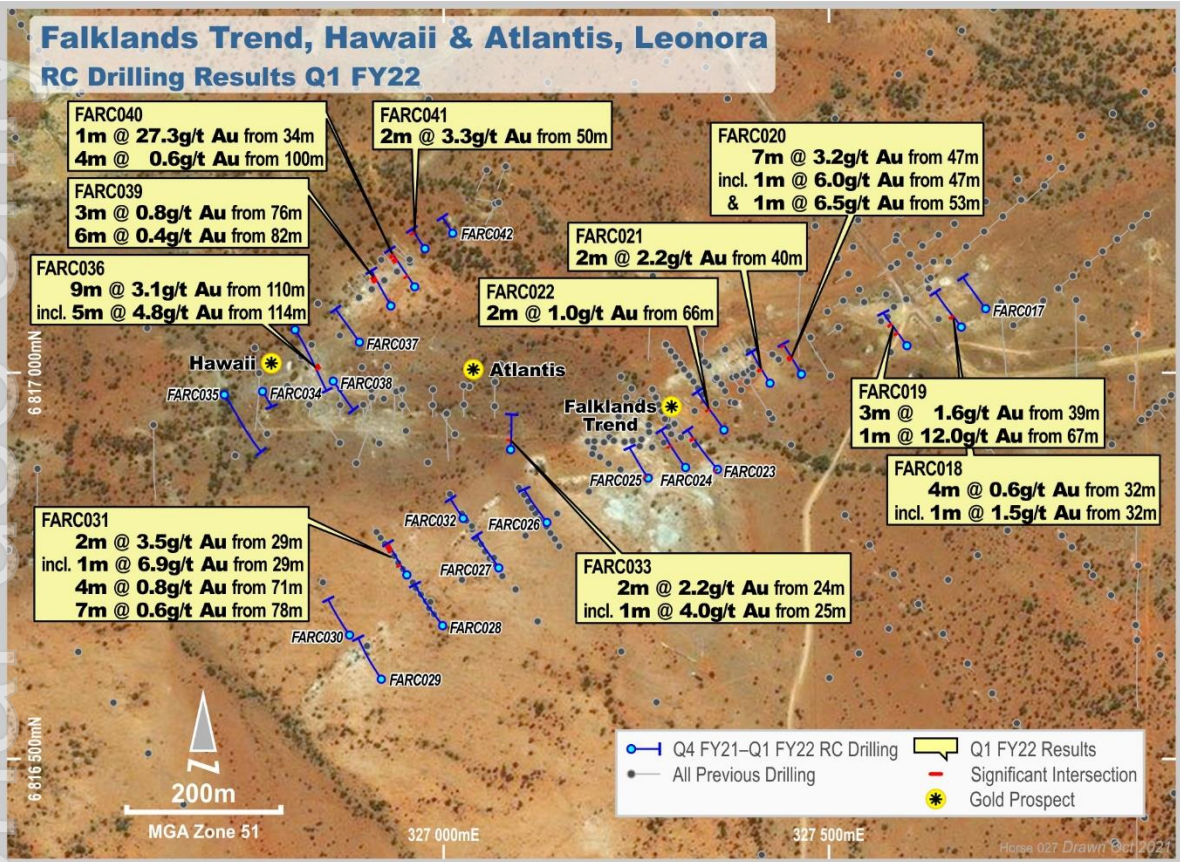 Falklands Trend, Hawaii & Atlantis, Leonora
RC Drilling Results Q1 FY22
FARC040
1m @ 27.3g/t Au from 34m
4m @ 0.6g/t Au from 100m
FARC041
2m @ 3.3g/t Au from 50m
FARC020
7m @ 3.2g/t Au from 47m
incl. 1m @ 6.0g/t Au from 47m
& 1m @ 6.5g/t Au from 53m
FARC039
3m @ 0.8g/t Au from 76m
6m @ 0.4g/t Au from 82m
FARC042
FARC021
2m @ 2.2g/t Au from 40m
FARC036
9m @ 3.1g/t Au from 110m
incl. 5m @ 4.8g/t Au from 114m
FARC022
2m @ 1.0g/t Au from 66m
FARC017
FARC037
Hawaii
Atlantis
6 817 000mN
FARC035
FARC034
FARC038
Falklands
Trend
FARC019
3m @ 1.6g/t Au from 39m
1m @ 12.0g/t Au from 67m
FARC018
4m @ 0.6g/t Au from 32m
incl. 1m @ 1.5g/t Au from 32m
FARC025
FARC024
FARC023
FARC031
2m @ 3.5g/t Au from 29m
incl. 1m @ 6.9g/t Au from 29m
4m @ 0.8g/t Au from 71m
7m @ 0.6g/t Au from 78m
FARC032
FARC026
FARC027
FARC033
2m @ 2.2g/t Au from 24m
incl. 1m @ 4.0g/t Au from 25m
FARC030
FARC028
FARC029
6 816 500mN
N
200m
MGA Zone 51
327 000mE
327 500mE
Q4 FY21–Q1 FY22 RC Drilling
All Previous Drilling
Q1 FY22 Results
Significant Intersection
Gold Prospect
Horse 027 Drawn Oct 2021